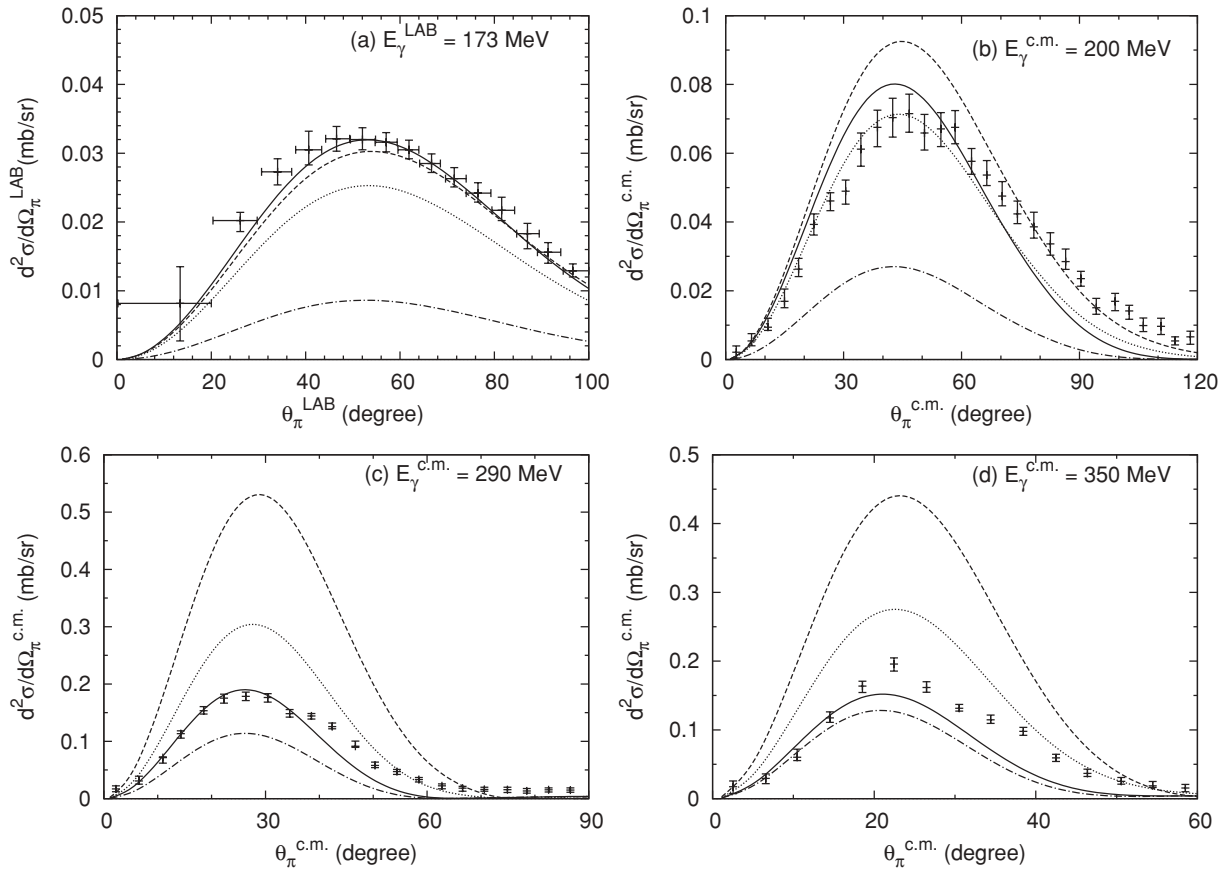 (a) E_γ^LAB = 173 MeV
d²σ/dΩ_π^LAB(mb/sr)
0.05
0.04
0.03
0.02
0.01
0
0 20 40 60 80 100
θ_π^LAB (degree)
(b) E_γ^c.m. = 200 MeV
d²σ/dΩ_π^c.m. (mb/sr)
0.1
0.08
0.06
0.04
0.02
0
0 30 60 90 120
θ_π^c.m. (degree)
(c) E_γ^c.m. = 290 MeV
d²σ/dΩ_π^c.m. (mb/sr)
0.6
0.5
0.4
0.3
0.2
0.1
0
0 30 60 90
θ_π^c.m. (degree)
(d) E_γ^c.m. = 350 MeV
d²σ/dΩ_π^c.m. (mb/sr)
0.5
0.4
0.3
0.2
0.1
0
0 20 40 60
θ_π^c.m. (degree)